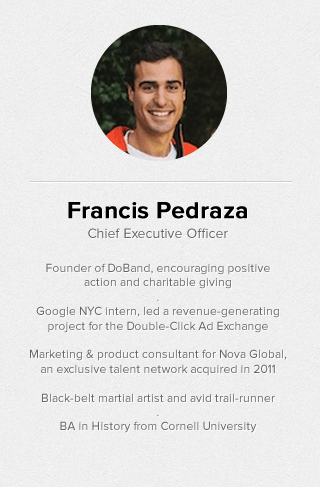 Francis Pedraza
Chief Executive Officer
Founder of DoBand, encouraging positive
action and charitable giving
.
Google NYC intern, led a revenue-generating
project for the Double-Click Ad Exchange
Marketing & product consultant for Nova Global,
an exclusive talent network acquired in 2011
Black-belt martial artist and avid trail-runner
.
BA in History from Cornell University